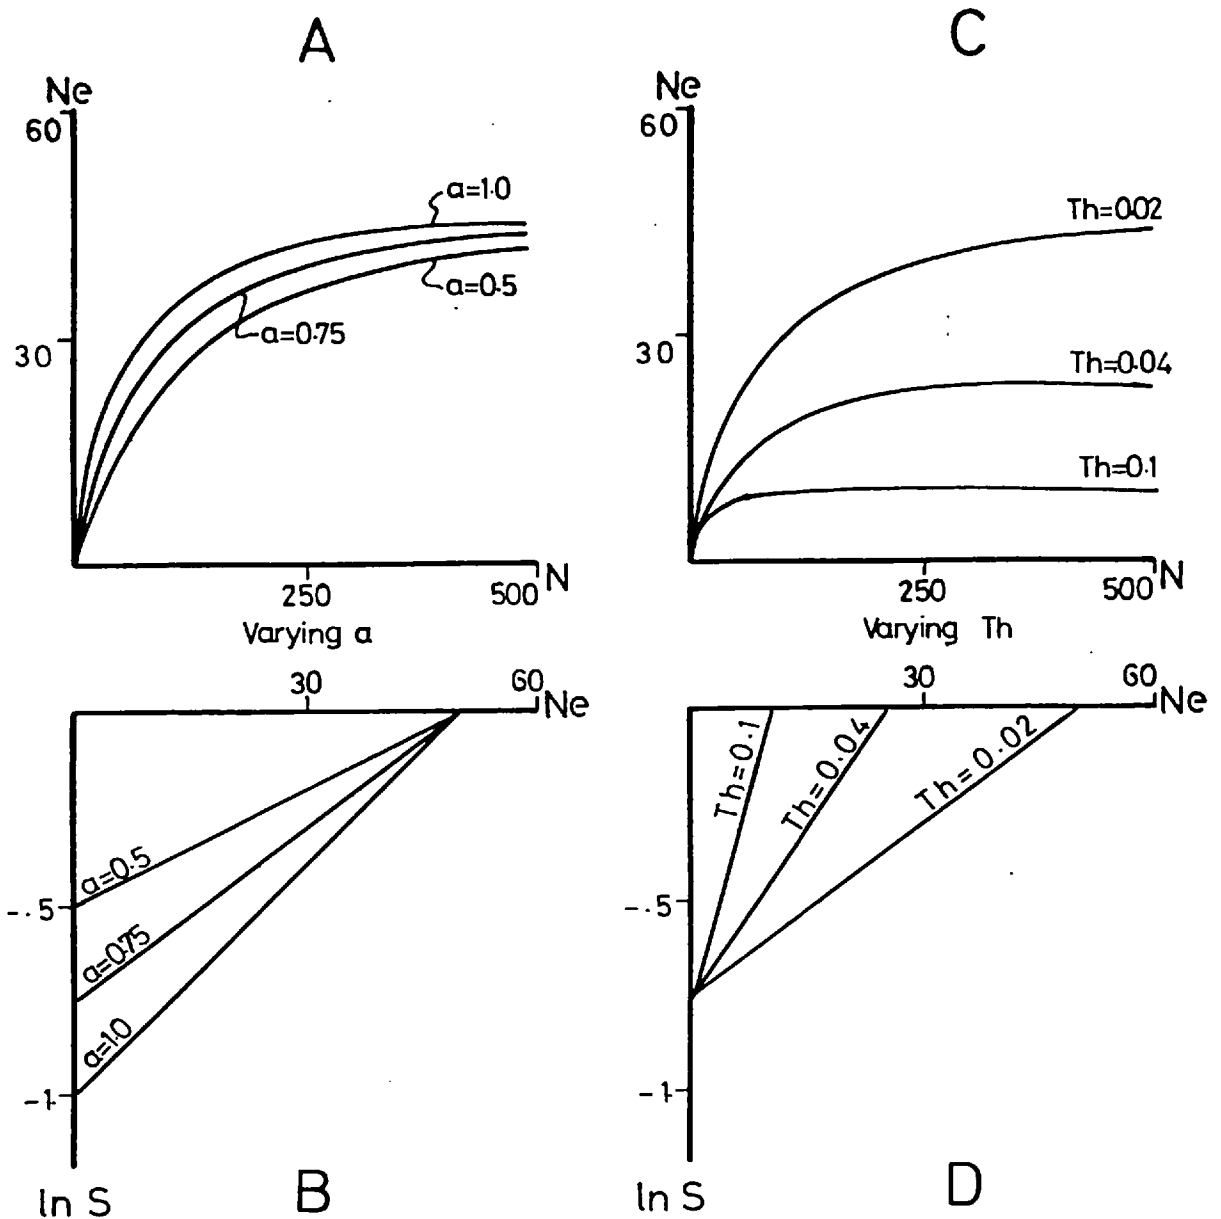 A
Ne
60
30
a=1.0
a=0.5
a=0.75
250
500
N
Varying a
C
Ne
60
30
Th=0.02
Th=0.04
Th=0.1
250
500
N
Varying Th
30
60
Ne
a=0.5
a=0.75
a=1.0
-.5
-1
ln S
B
30
60
Ne
Th=0.1
Th=0.04
Th=0.02
-.5
-1
ln S
D